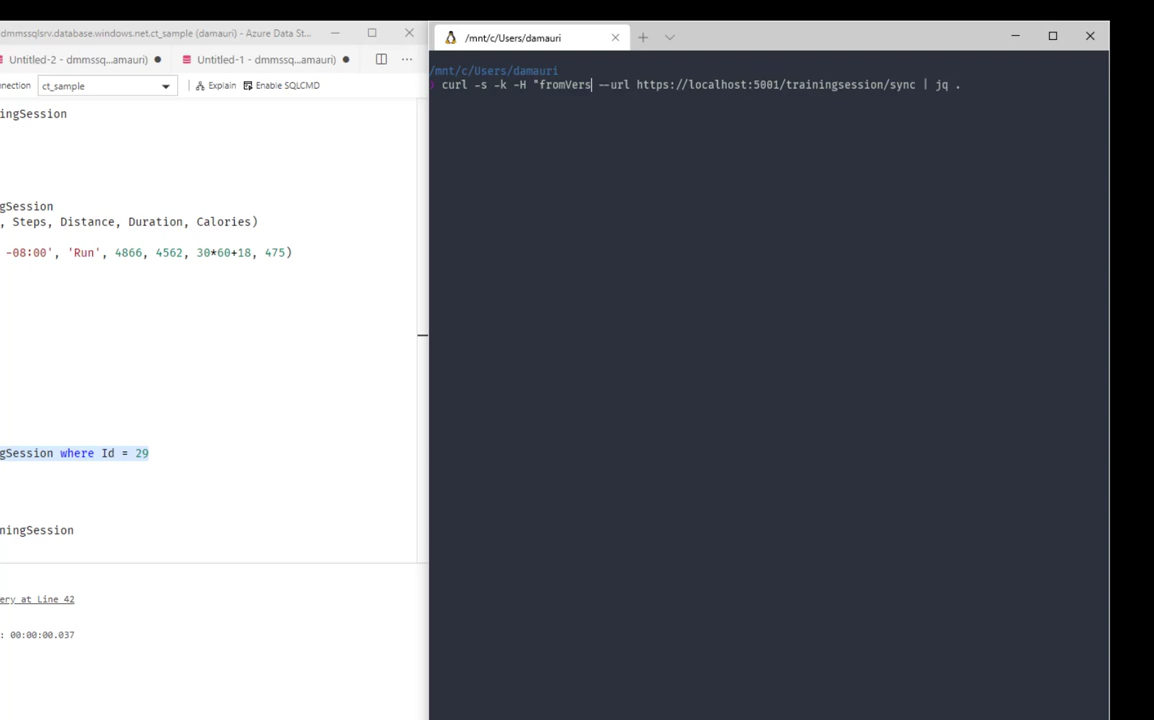 dmmssqlsrv.database.windows.net.ct_sample (damauri) - Azure Data St...
Untitled-2 - dmmssq...amauri)
Untitled-1 - dmmssq...amauri)
nection
ct_sample
Explain
Enable SQLCMD
ingSession
gSession
, Steps, Distance, Duration, Calories)
-08:00', 'Run', 4866, 4562, 30*60+18, 475)
gSession where Id = 29
ningSession
ery at Line 42
: 00:00:00.037
/mnt/c/Users/damauri
/mnt/c/Users/damauri
curl -s -k -H "fromVers --url https://localhost:5001/trainingsession/sync | jq .